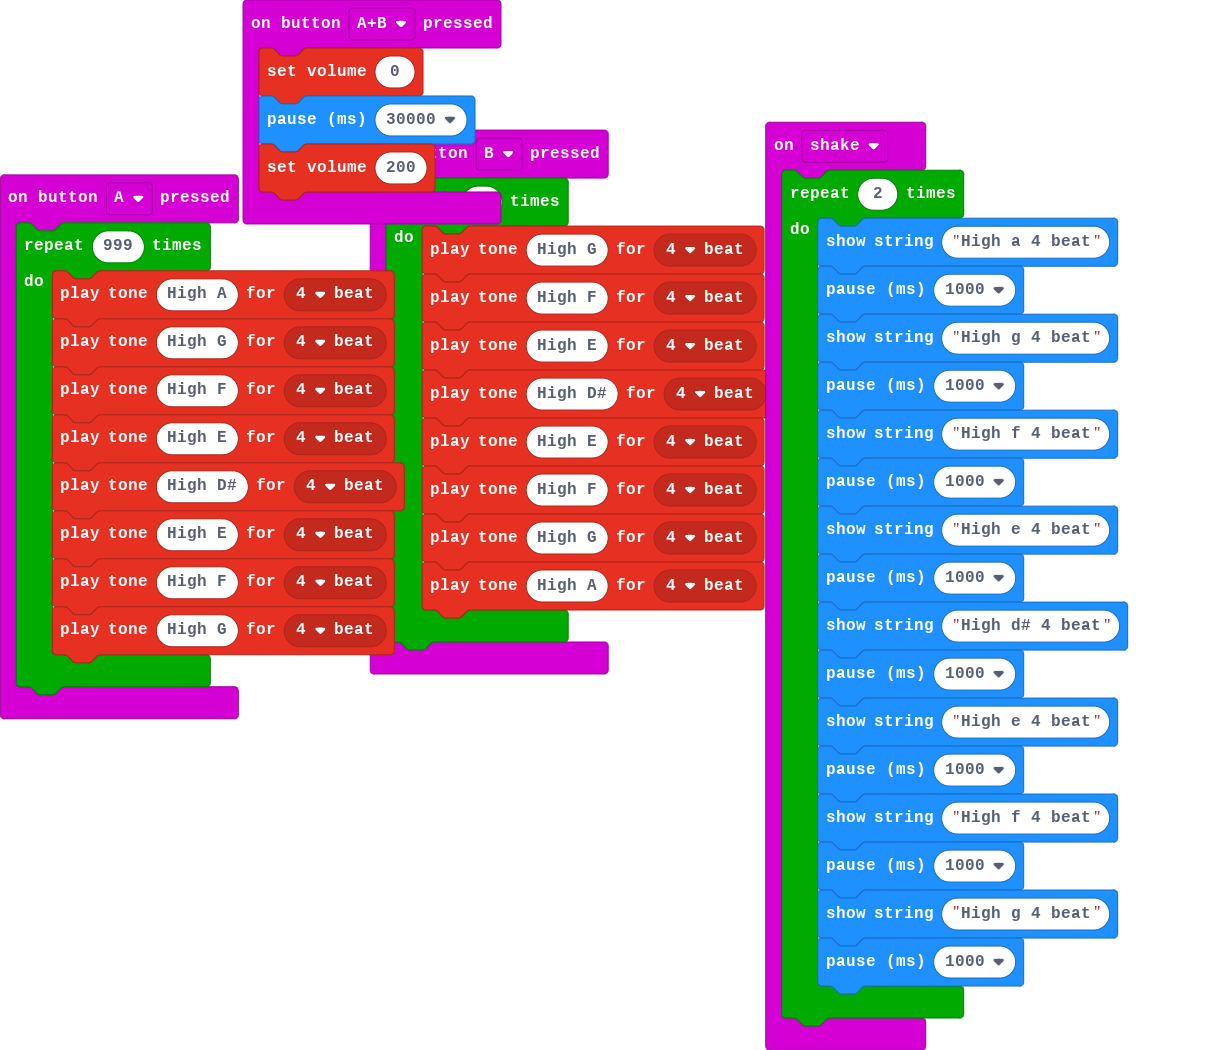 on button A+B pressed
set volume 0
pause (ms) 30000
set volume 200
on button A pressed
repeat 999 times
do
play tone High A for 4 beat
play tone High G for 4 beat
play tone High F for 4 beat
play tone High E for 4 beat
play tone High D# for 4 beat
play tone High E for 4 beat
play tone High F for 4 beat
play tone High G for 4 beat
B pressed
times
do
play tone High G for 4 beat
play tone High F for 4 beat
play tone High E for 4 beat
play tone High D# for 4 beat
play tone High E for 4 beat
play tone High F for 4 beat
play tone High G for 4 beat
play tone High A for 4 beat
on shake
repeat 2 times
do
show string "High a 4 beat"
pause (ms) 1000
show string "High g 4 beat"
pause (ms) 1000
show string "High f 4 beat"
pause (ms) 1000
show string "High e 4 beat"
pause (ms) 1000
show string "High d# 4 beat"
pause (ms) 1000
show string "High e 4 beat"
pause (ms) 1000
show string "High f 4 beat"
pause (ms) 1000
show string "High g 4 beat"
pause (ms) 1000